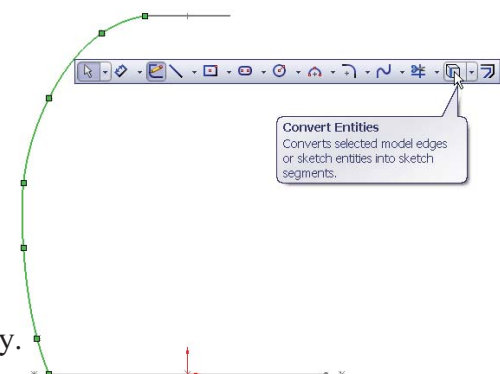 Convert Entities
Converts selected model edges
or sketch entities into sketch
segments.
y.